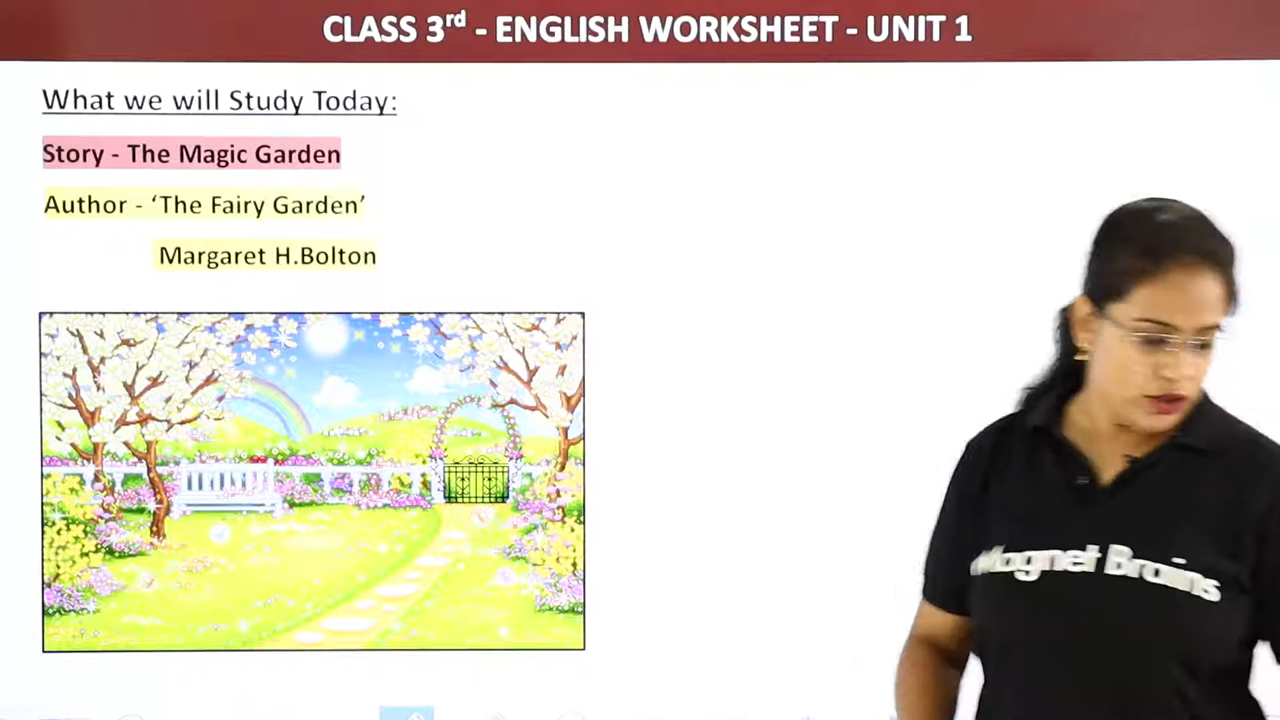 CLASS 3rd - ENGLISH WORKSHEET - UNIT 1
What we will Study Today:
Story - The Magic Garden
Author - ‘The Fairy Garden’
Margaret H.Bolton
Magnet Brains